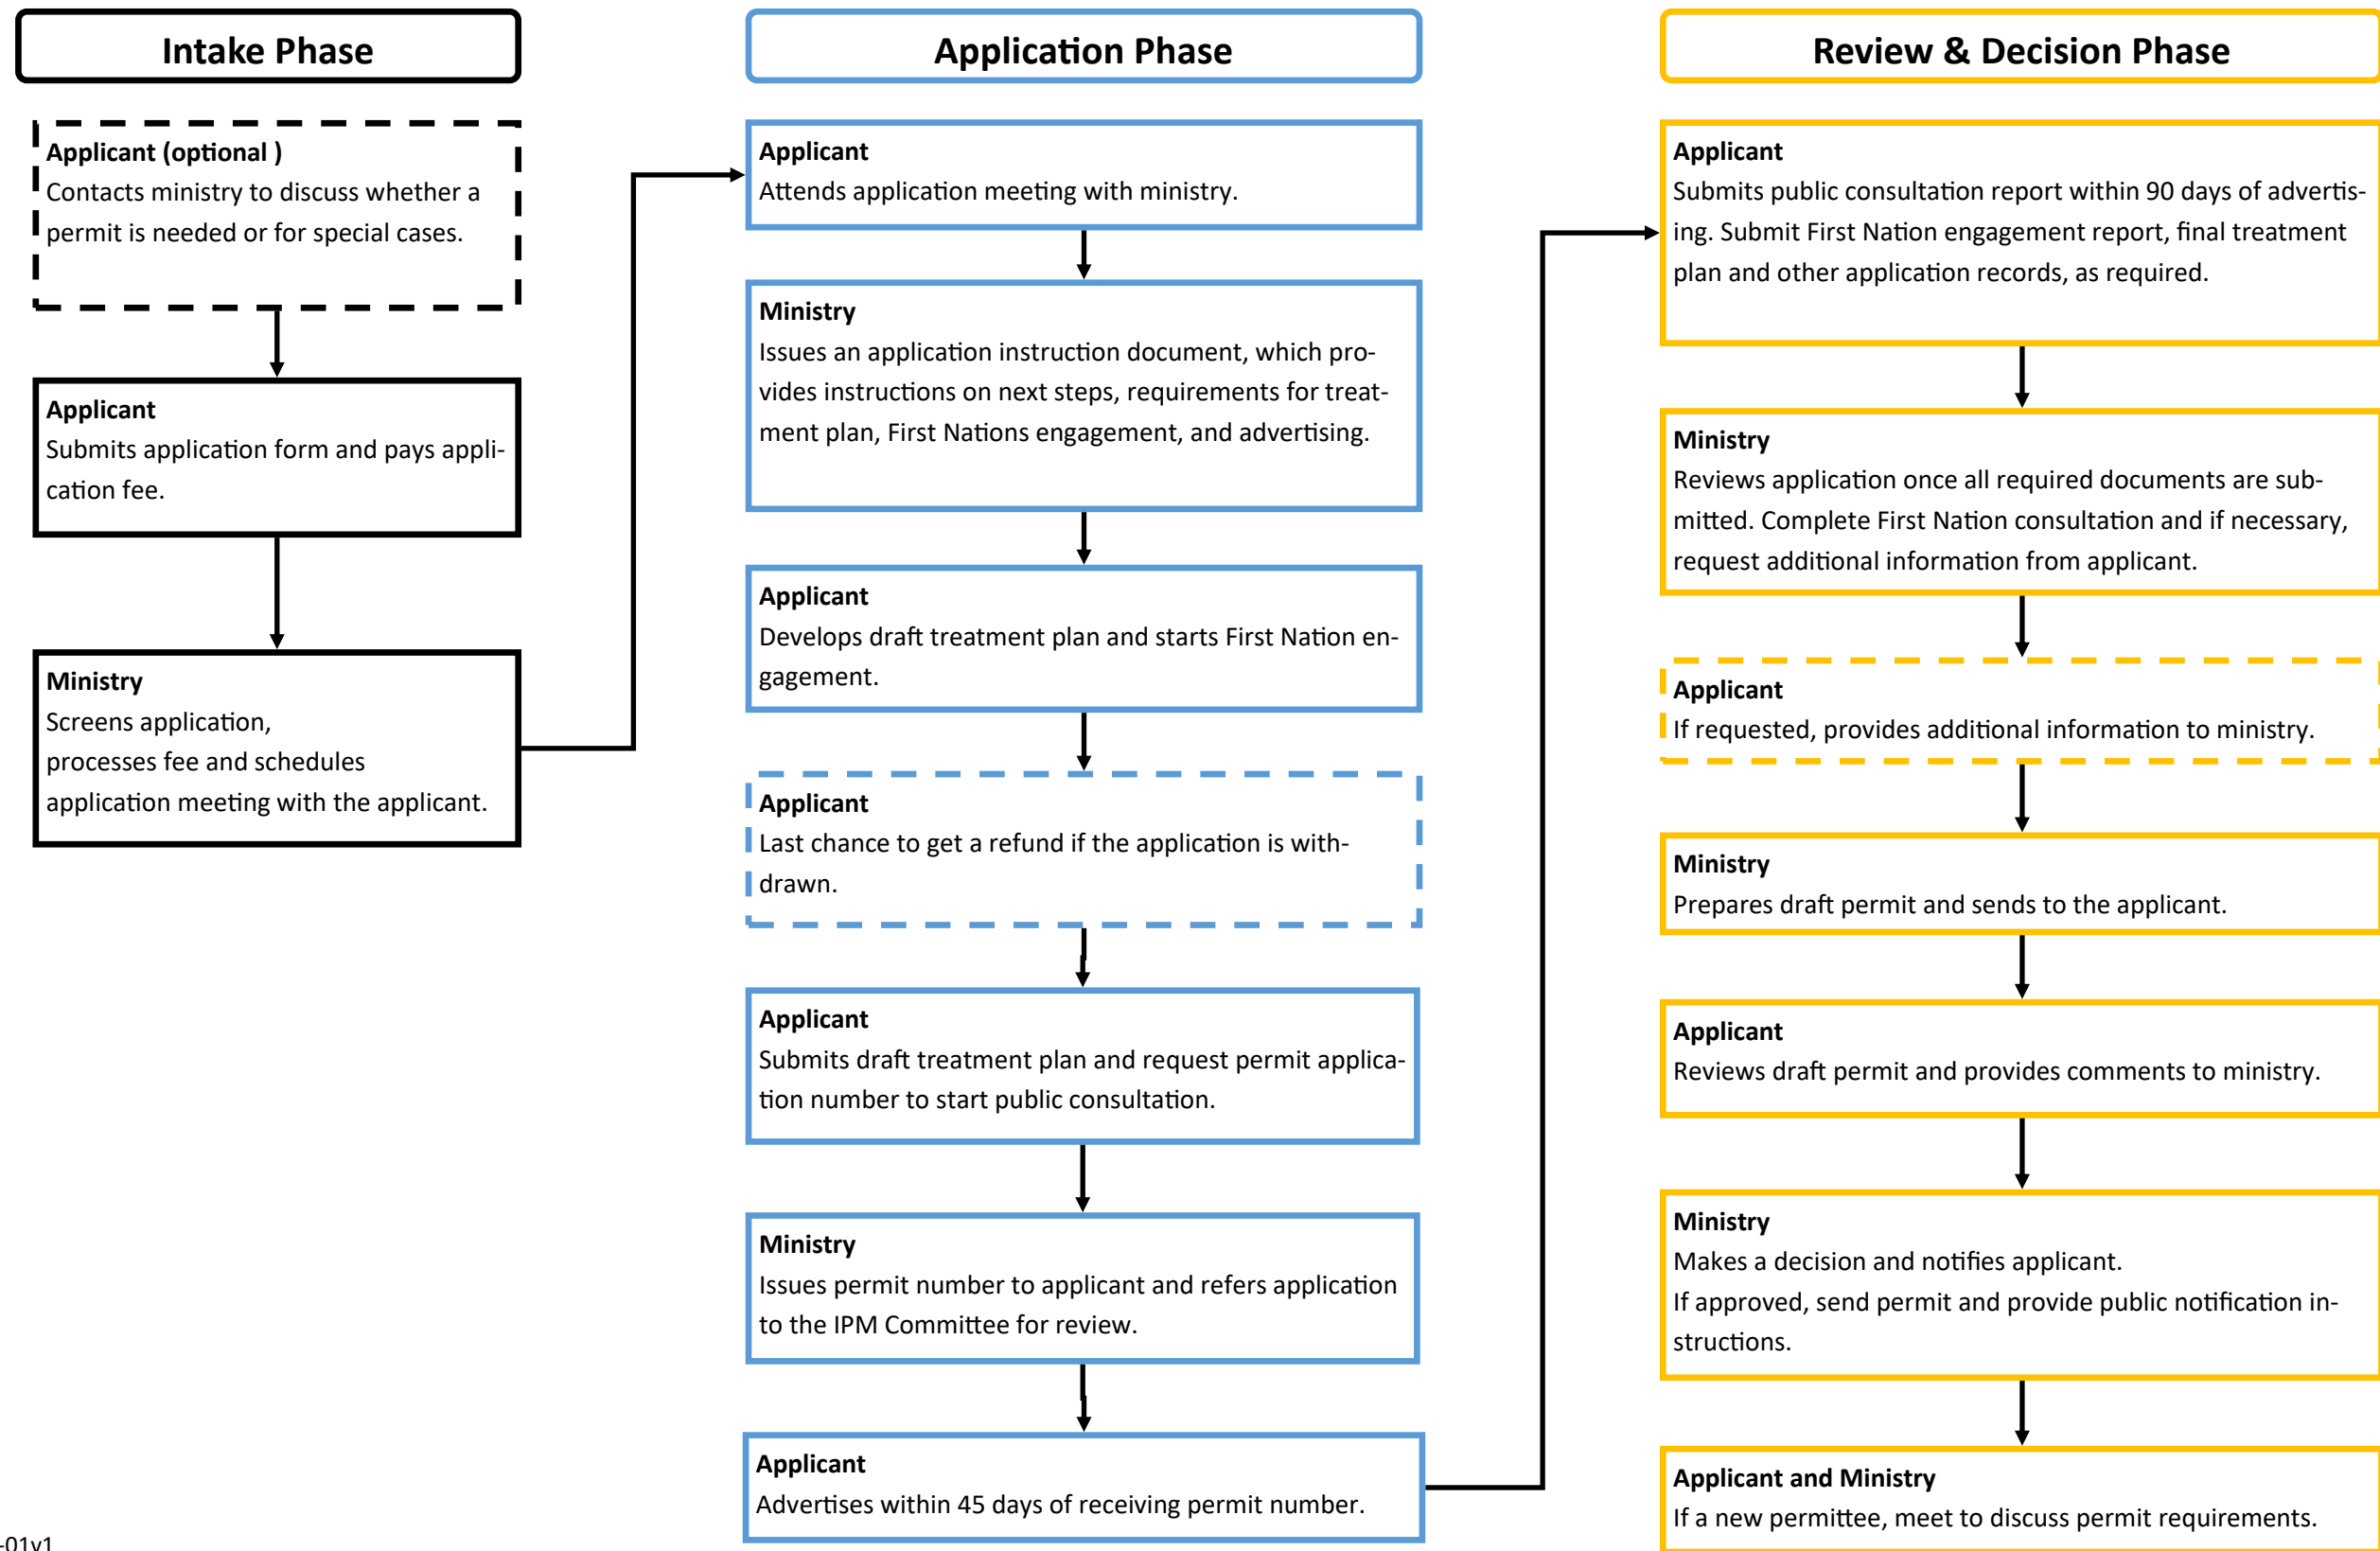 Intake Phase
Applicant (optional )
Contacts ministry to discuss whether a
permit is needed or for special cases.
Applicant
Submits application form and pays appli-
cation fee.
Ministry
Screens application,
processes fee and schedules
application meeting with the applicant.
Application Phase
Applicant
Attends application meeting with ministry.
Ministry
Issues an application instruction document, which pro-
vides instructions on next steps, requirements for treat-
ment plan, First Nations engagement, and advertising.
Applicant
Develops draft treatment plan and starts First Nation en-
gagement.
Applicant
Last chance to get a refund if the application is with-
drawn.
Applicant
Submits draft treatment plan and request permit applica-
tion number to start public consultation.
Ministry
Issues permit number to applicant and refers application
to the IPM Committee for review.
Applicant
Advertises within 45 days of receiving permit number.
Review & Decision Phase
Applicant
Submits public consultation report within 90 days of advertis-
ing. Submit First Nation engagement report, final treatment
plan and other application records, as required.
Ministry
Reviews application once all required documents are sub-
mitted. Complete First Nation consultation and if necessary,
request additional information from applicant.
Applicant
If requested, provides additional information to ministry.
Ministry
Prepares draft permit and sends to the applicant.
Applicant
Reviews draft permit and provides comments to ministry.
Ministry
Makes a decision and notifies applicant.
If approved, send permit and provide public notification in-
structions.
Applicant and Ministry
If a new permittee, meet to discuss permit requirements.
-01v1